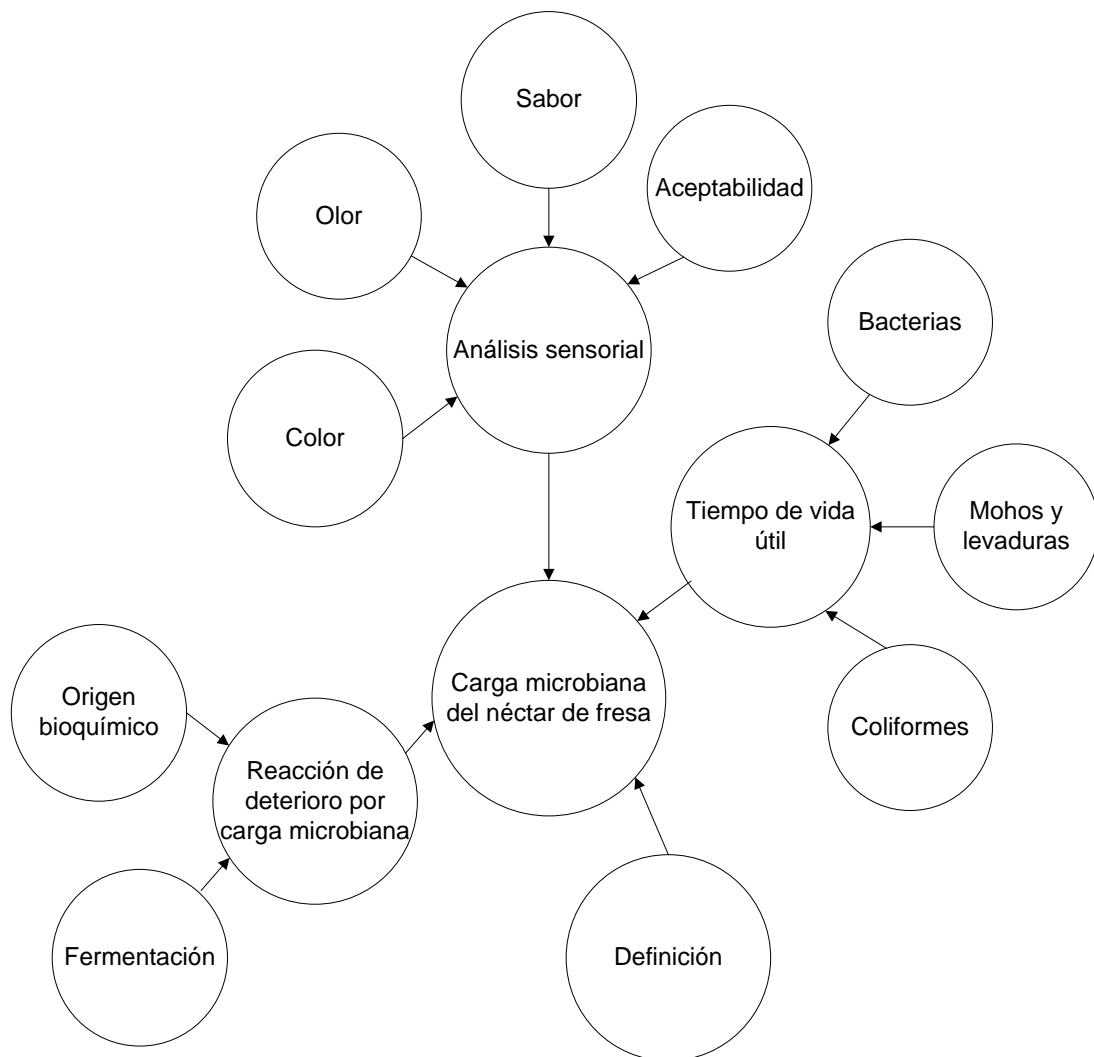 Sabor
Aceptabilidad
Olor
Bacterias
Análisis sensorial
Color
Tiempo de vida
útil
Mohos y
levaduras
Carga microbiana
del néctar de fresa
Origen
bioquímico
Coliformes
Reacción de
deterioro por
carga microbiana
Fermentación
Definición